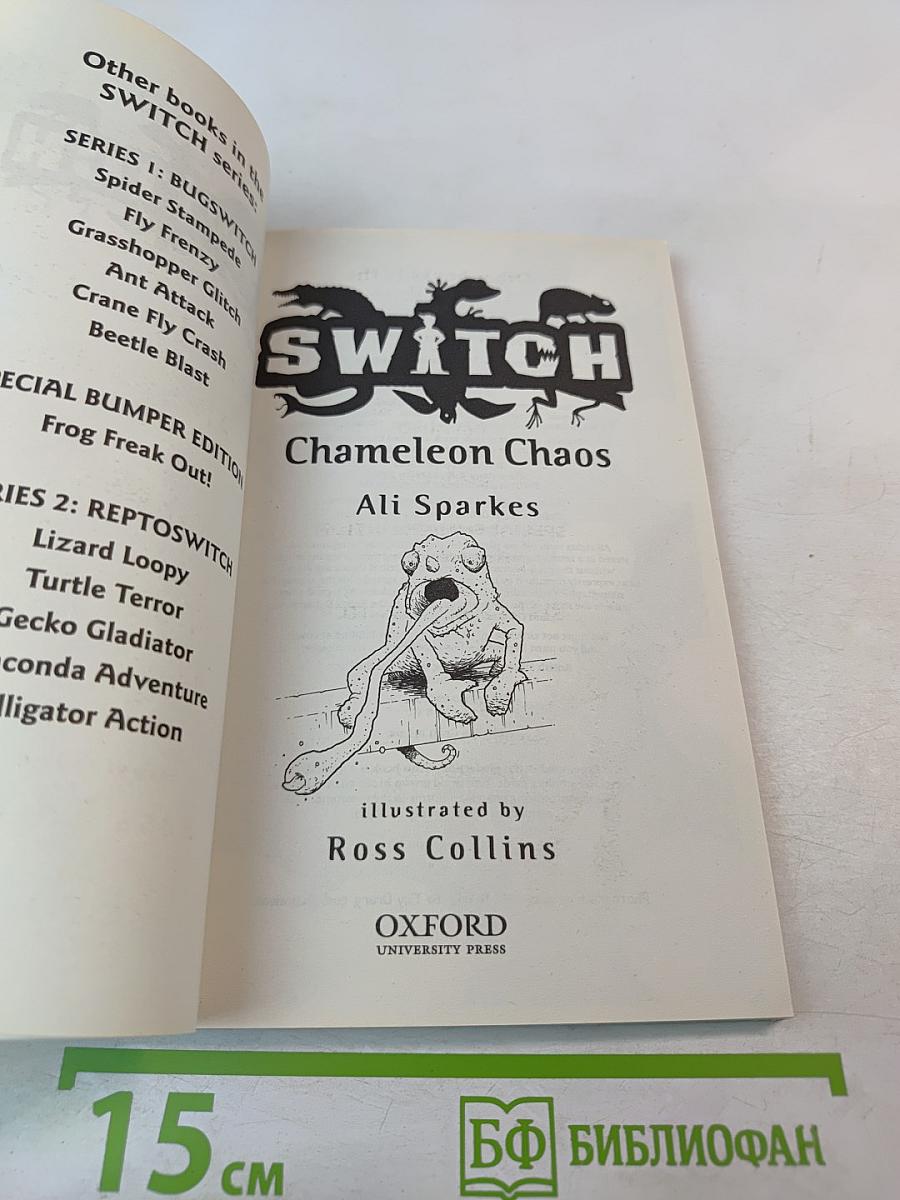 Other books in the
SWITCH series:
SERIES 1: BUGSWITCH
Spider Stampede
Fly Frenzy
Grasshopper Glitch
Ant Attack
Crane Fly Crash
Beetle Blast
ECIAL BUMPER EDITION
Frog Freak Out!
RIES 2: REPTOSWITCH
Lizard Loopy
Turtle Terror
Gecko Gladiator
conda Adventure
lligator Action
SWITCH
Chameleon Chaos
Ali Sparkes
illustrated by
Ross Collins
OXFORD
UNIVERSITY PRESS
15 см
БФ БИБЛИОФАН